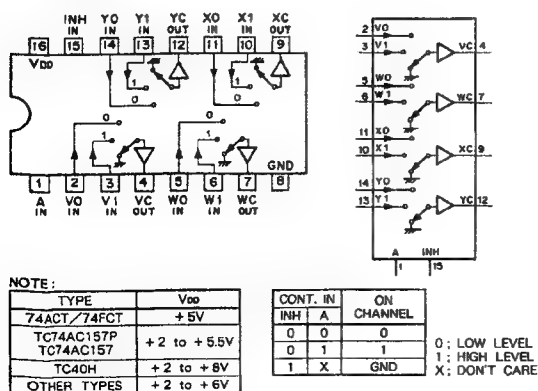 INH Y0 Y1 YC X0 X1 XC
IN IN IN OUT IN IN OUT
16 15 14 13 12 11 10 9
VDD
1
0
1
0
0
1
0
1
GND
1 2 3 4 5 6 7 8
A V0 V1 VC W0 W1 WC
IN IN IN OUT IN IN OUT
2 V0
3 V1 VC 4
5 W0
6 W1 WC 7
11 X0
10 X1 XC 9
14 Y0
13 Y1 YC 12
A INH
1 15
NOTE:
TYPE VDD
74ACT/74FCT +5V
TC74AC157P
TC74AC157 +2 to +5.5V
TC40H +2 to +8V
OTHER TYPES +2 to +6V
CONT. IN ON
INH A CHANNEL
0 0 0
0 1 1
1 X GND
0; LOW LEVEL
1; HIGH LEVEL
X; DON'T CARE